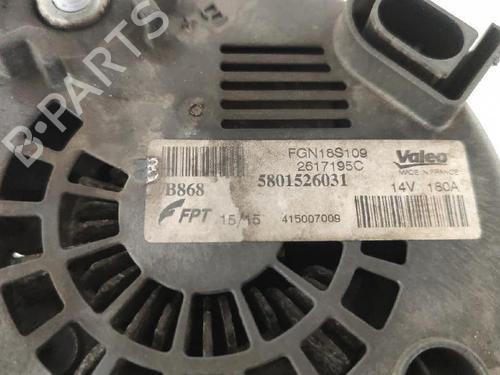 B-PARTS
FGN18S109
2617195C
Valeo
MADE IN FRANCE
B868
5801526031
14V 180A
FPT
15/15
415007009